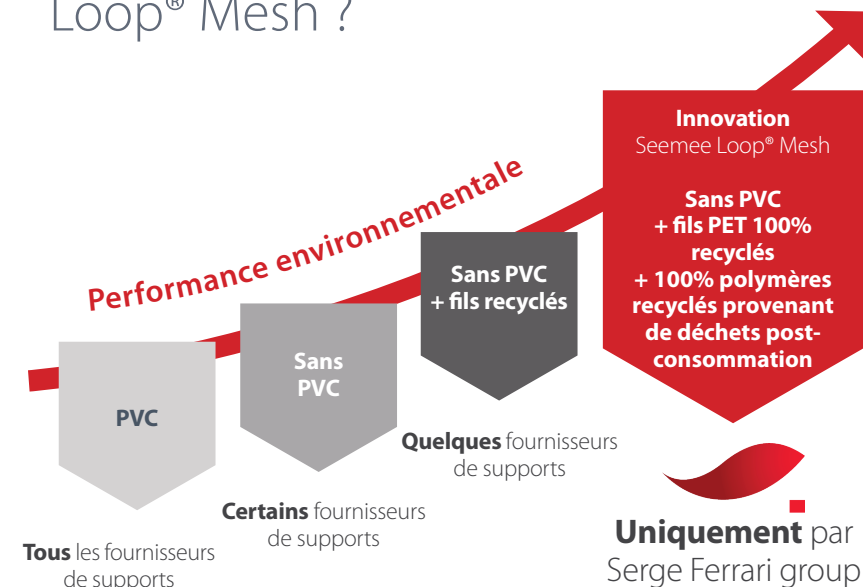 Loop® Mesh ?
Performance environnementale
PVC
Tous les fournisseurs
de supports
Sans
PVC
Certains fournisseurs
de supports
Sans PVC
+ fils recyclés
Quelques fournisseurs
de supports
Innovation
Seemee Loop® Mesh
Sans PVC
+ fils PET 100%
recyclés
+ 100% polymères
recyclés provenant
de déchets post-
consommation
Uniquement par
Serge Ferrari group